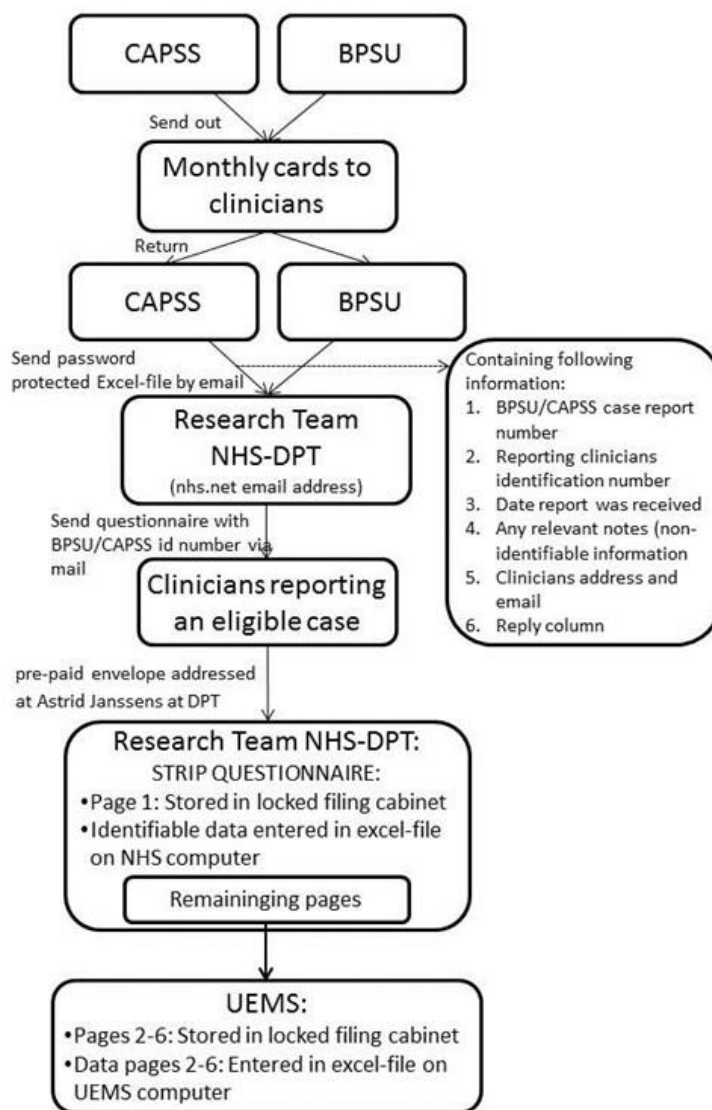 CAPSS
BPSU
Send out
Monthly cards to
clinicians
Return
CAPSS
BPSU
Send password
protected Excel-file by email
Containing following
information:
1. BPSU/CAPSS case report
number
2. Reporting clinicians
identification number
3. Date report was received
4. Any relevant notes (non-
identifiable information
5. Clinicians address and
email
6. Reply column
Research Team
NHS-DPT
(nhs.net email address)
Send questionnaire with
BPSU/CAPSS id number via
mail
Clinicians reporting
an eligible case
pre-paid envelope addressed
at Astrid Janssens at DPT
Research Team NHS-DPT:
STRIP QUESTIONNAIRE:
•Page 1: Stored in locked filing cabinet
•Identifiable data entered in excel-file
on NHS computer
Remaininging pages
UEMS:
•Pages 2-6: Stored in locked filing cabinet
•Data pages 2-6: Entered in excel-file on
UEMS computer